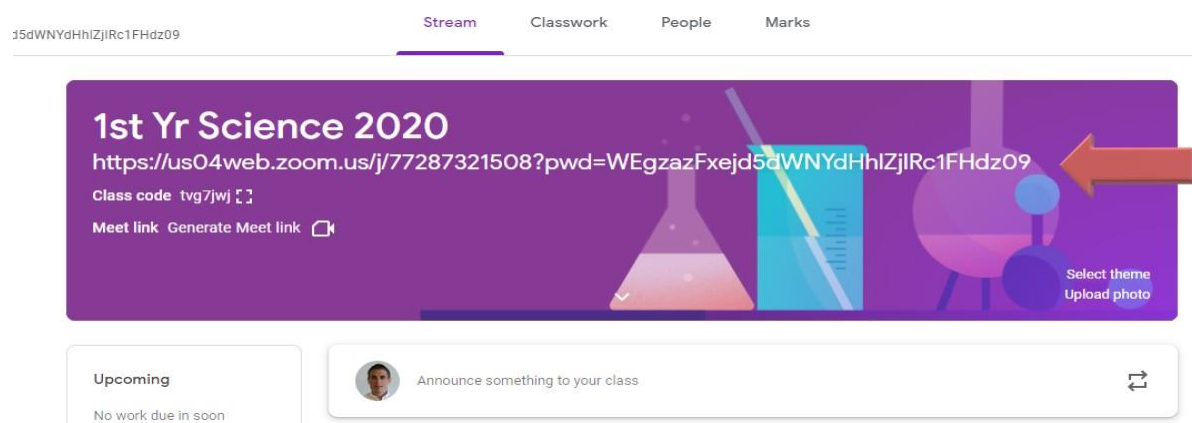 Stream Classwork People Marks
d5dWNYdHhlZjlRc1FHdz09
1st Yr Science 2020
https://us04web.zoom.us/j/77287321508?pwd=WEgzazFxejd5dWNYdHhlZjlRc1FHdz09
Class code tvg7jwj
Meet link Generate Meet link
Select theme
Upload photo
Upcoming
Announce something to your class
No work due in soon